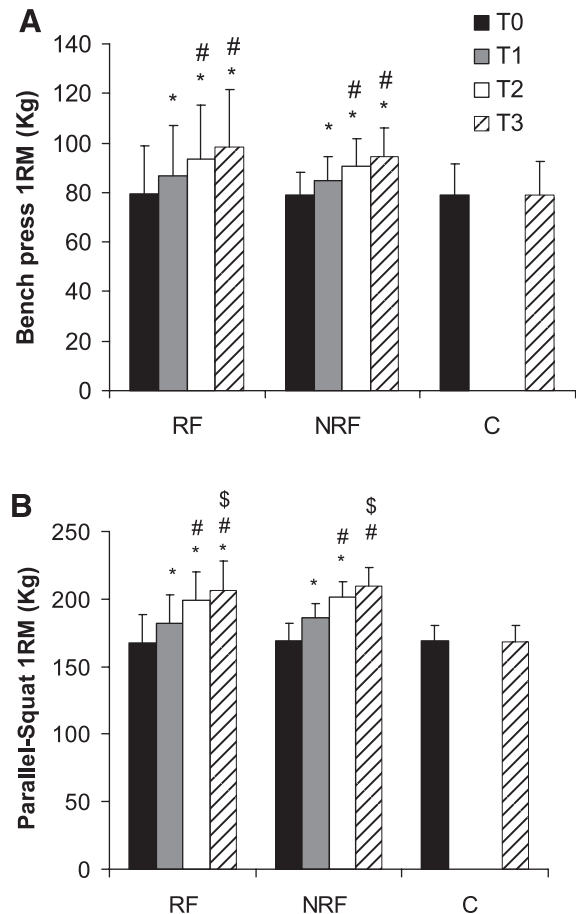 A
Bench press 1RM (Kg)
140
120
100
80
60
40
20
0
# #
* * *
# #
* * *
T0
T1
T2
T3
RF NRF C
B
Parallel-Squat 1RM (Kg)
250
200
150
100
50
0
$ $
# # # #
* * * * *
RF NRF C